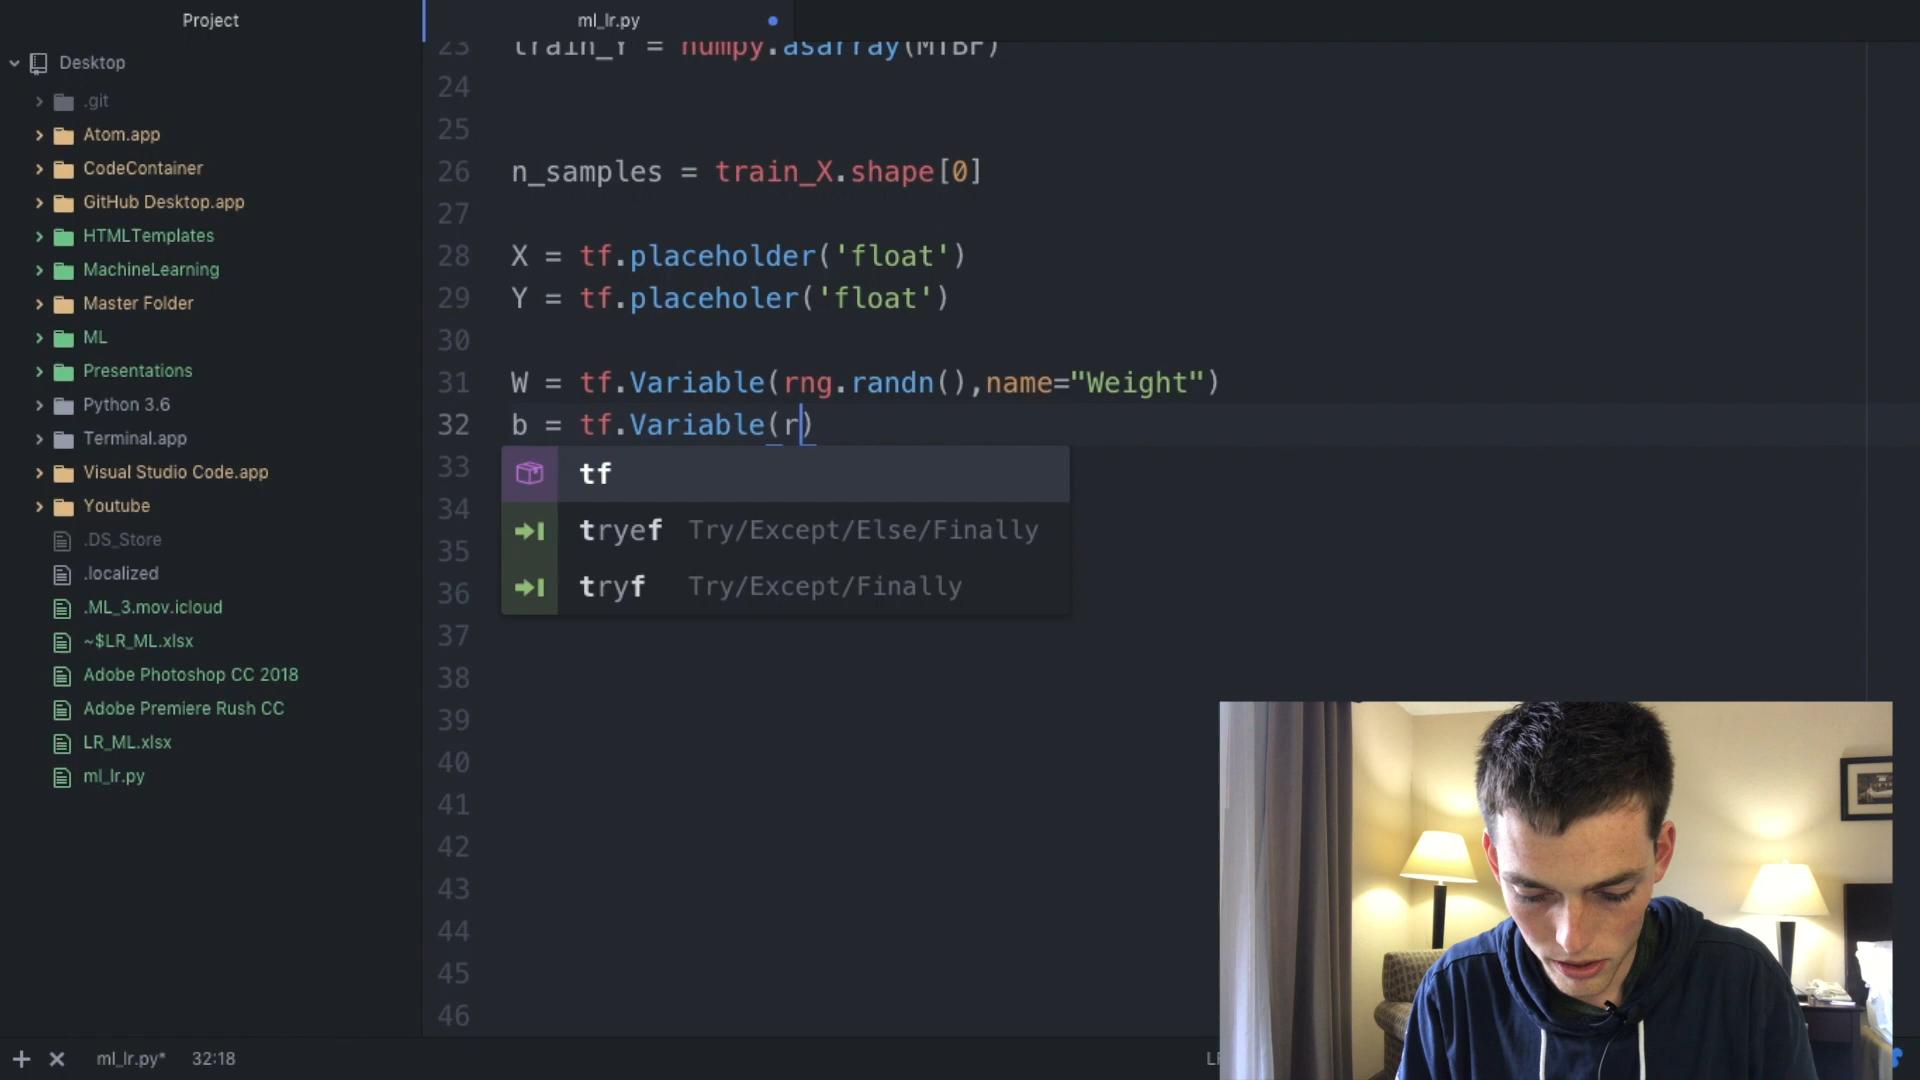 Project
ml_lr.py
Desktop
.git
Atom.app
CodeContainer
GitHub Desktop.app
HTMLTemplates
MachineLearning
Master Folder
ML
Presentations
Python 3.6
Terminal.app
Visual Studio Code.app
Youtube
.DS_Store
.localized
.ML_3.mov.icloud
~$LR_ML.xlsx
Adobe Photoshop CC 2018
Adobe Premiere Rush CC
LR_ML.xlsx
ml_lr.py
23 train_Y = numpy.asarray(MTBF)
24
25
26 n_samples = train_X.shape[0]
27
28 X = tf.placeholder('float')
29 Y = tf.placeholer('float')
30
31 W = tf.Variable(rng.randn(),name="Weight")
32 b = tf.Variable(r)
33
34
35
36
37
38
39
40
41
42
43
44
45
46
tf
tryef Try/Except/Else/Finally
tryf Try/Except/Finally
ml_lr.py* 32:18